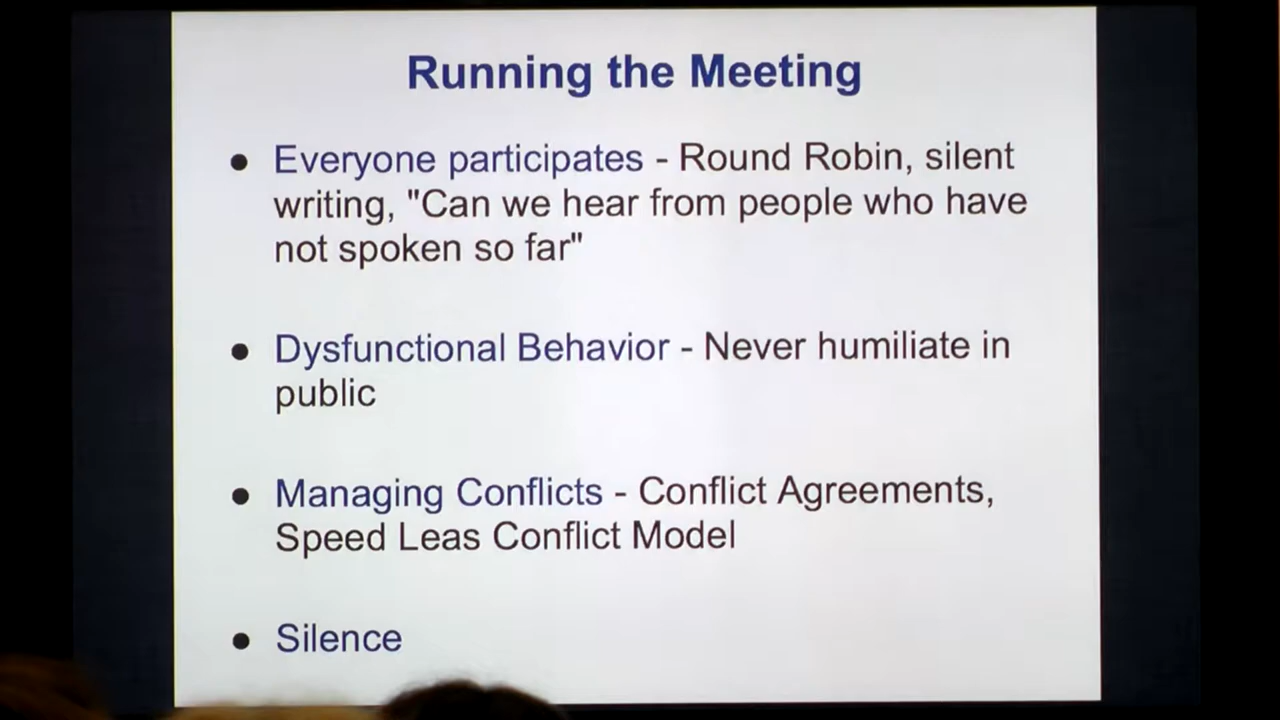 Running the Meeting
● Everyone participates - Round Robin, silent
writing, "Can we hear from people who have
not spoken so far"
● Dysfunctional Behavior - Never humiliate in
public
● Managing Conflicts - Conflict Agreements,
Speed Leas Conflict Model
● Silence